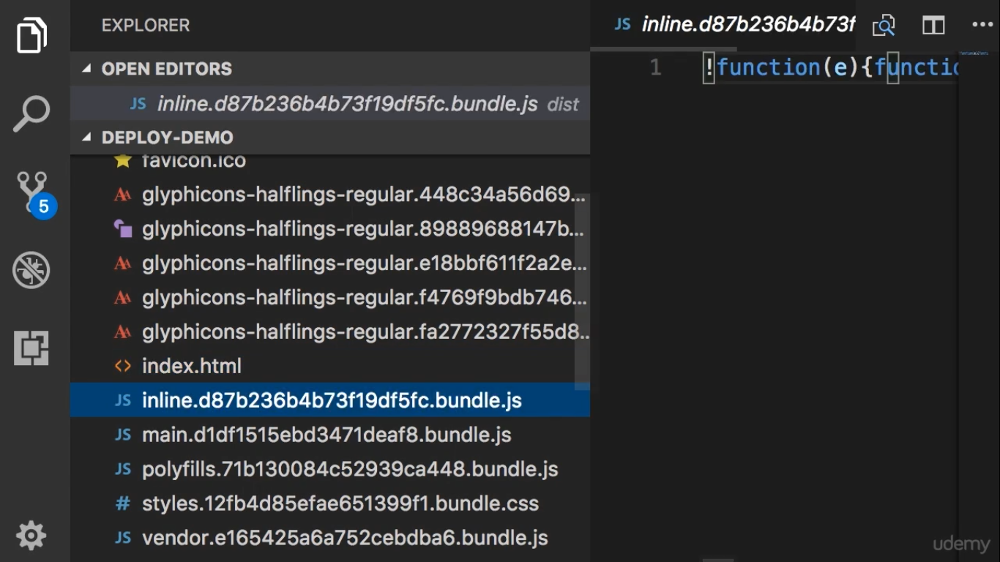 EXPLORER
JS inline.d87b236b4b73f
OPEN EDITORS
JS inline.d87b236b4b73f19df5fc.bundle.js dist
DEPLOY-DEMO
favicon.ico
glyphicons-halflings-regular.448c34a56d69...
glyphicons-halflings-regular.89889688147b...
glyphicons-halflings-regular.e18bbf611f2a2e...
glyphicons-halflings-regular.f4769f9bdb746...
glyphicons-halflings-regular.fa2772327f55d8...
<> index.html
JS inline.d87b236b4b73f19df5fc.bundle.js
JS main.d1df1515ebd3471deaf8.bundle.js
JS polyfills.71b130084c52939ca448.bundle.js
# styles.12fb4d85efae651399f1.bundle.css
JS vendor.e165425a6a752cebdba6.bundle.js
5
1 !function(e){functio
udemy